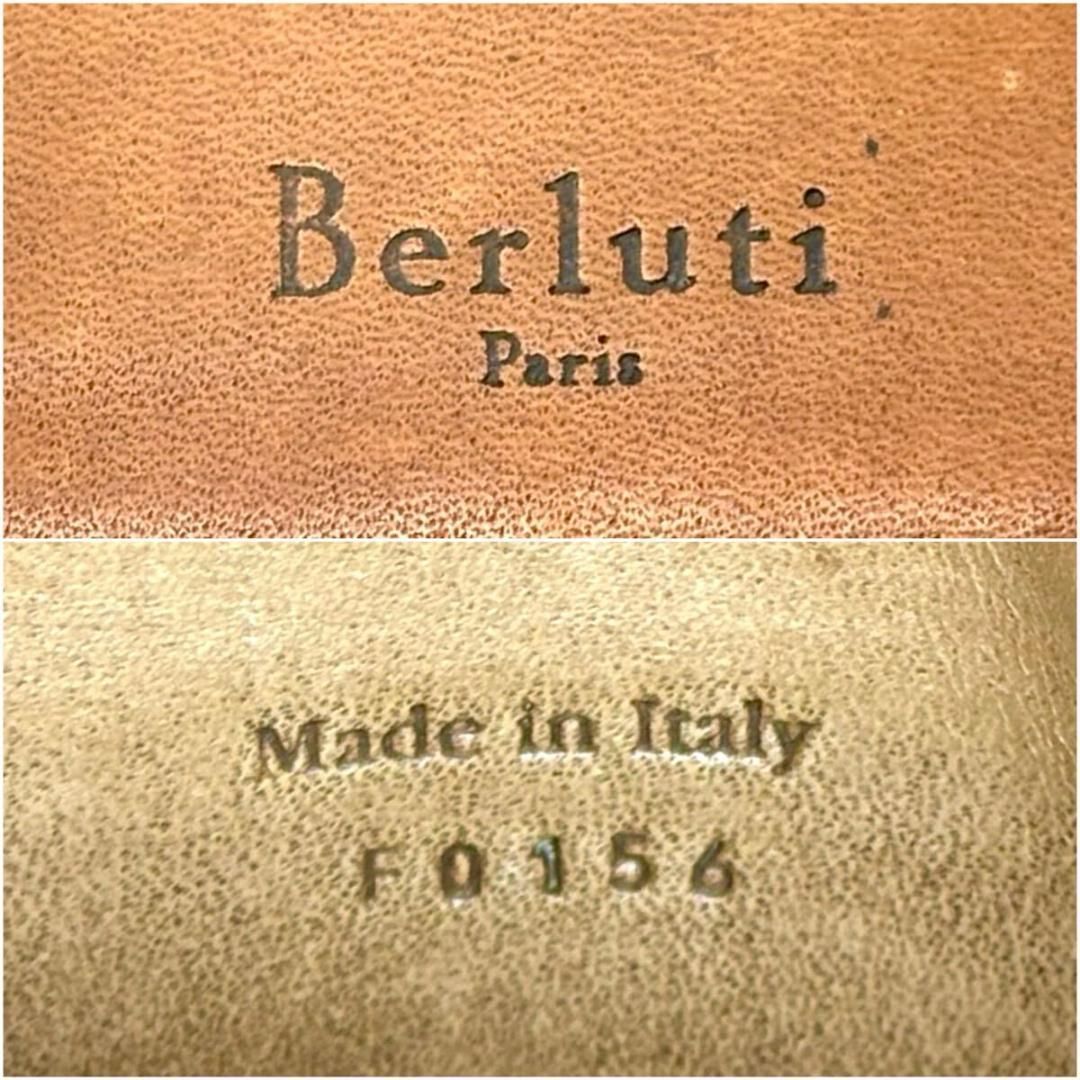 Berluti
Paris
Made in Italy
F0156